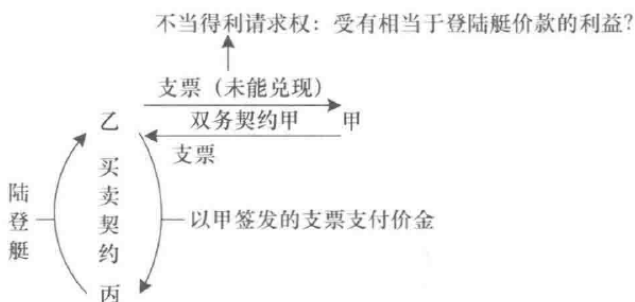 不当得利请求权：受有相当于登陆艇价款的利益？
支票（未能兑现）
乙
双务契约甲
甲
支票
买卖契约
陆登艇
以甲签发的支票支付价金
丙